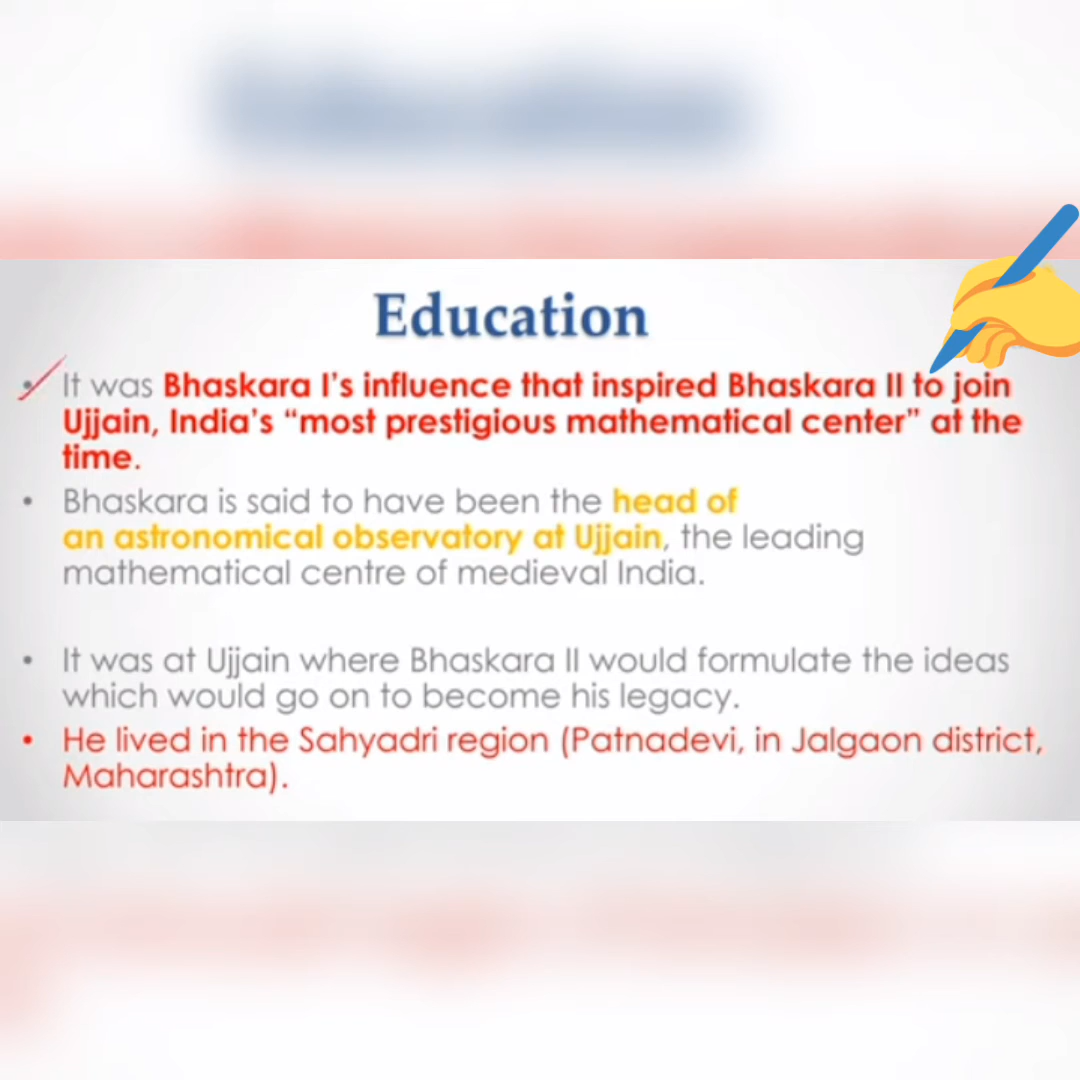 Education
• It was Bhaskara I's influence that inspired Bhaskara II to join
Ujjain, India's “most prestigious mathematical center” at the
time.
• Bhaskara is said to have been the head of
an astronomical observatory at Ujjain, the leading
mathematical centre of medieval India.
• It was at Ujjain where Bhaskara II would formulate the ideas
which would go on to become his legacy.
• He lived in the Sahyadri region (Patnadevi, in Jalgaon district,
Maharashtra).